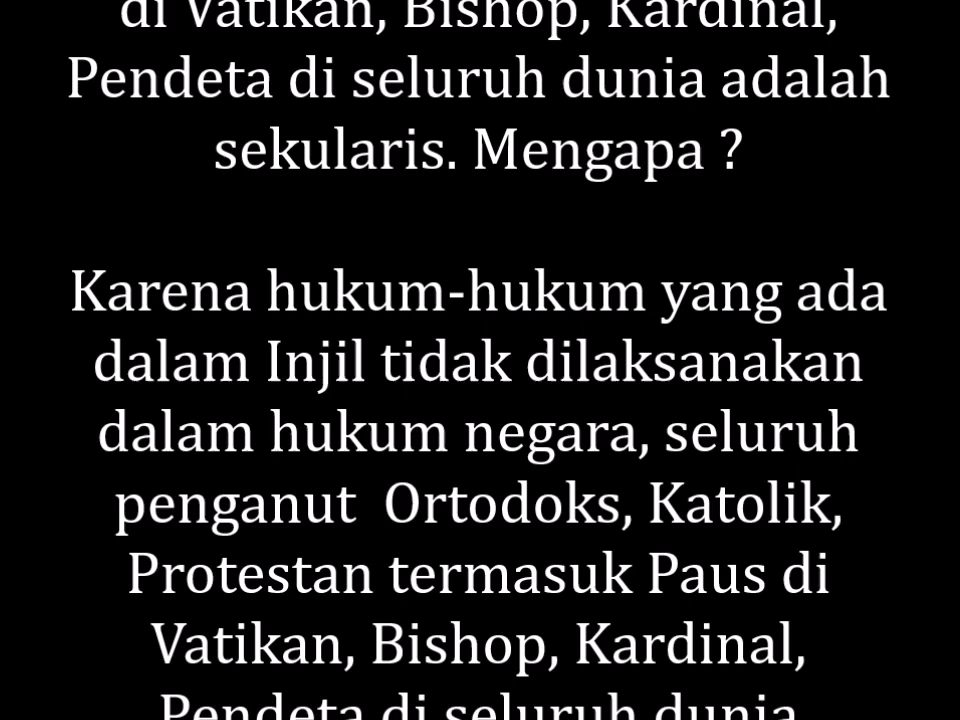 di Vatikan, Bishop, Kardinal,
Pendeta di seluruh dunia adalah
sekularis. Mengapa ?
Karena hukum-hukum yang ada
dalam Injil tidak dilaksanakan
dalam hukum negara, seluruh
penganut  Ortodoks, Katolik,
Protestan termasuk Paus di
Vatikan, Bishop, Kardinal,
Pendeta di seluruh dunia